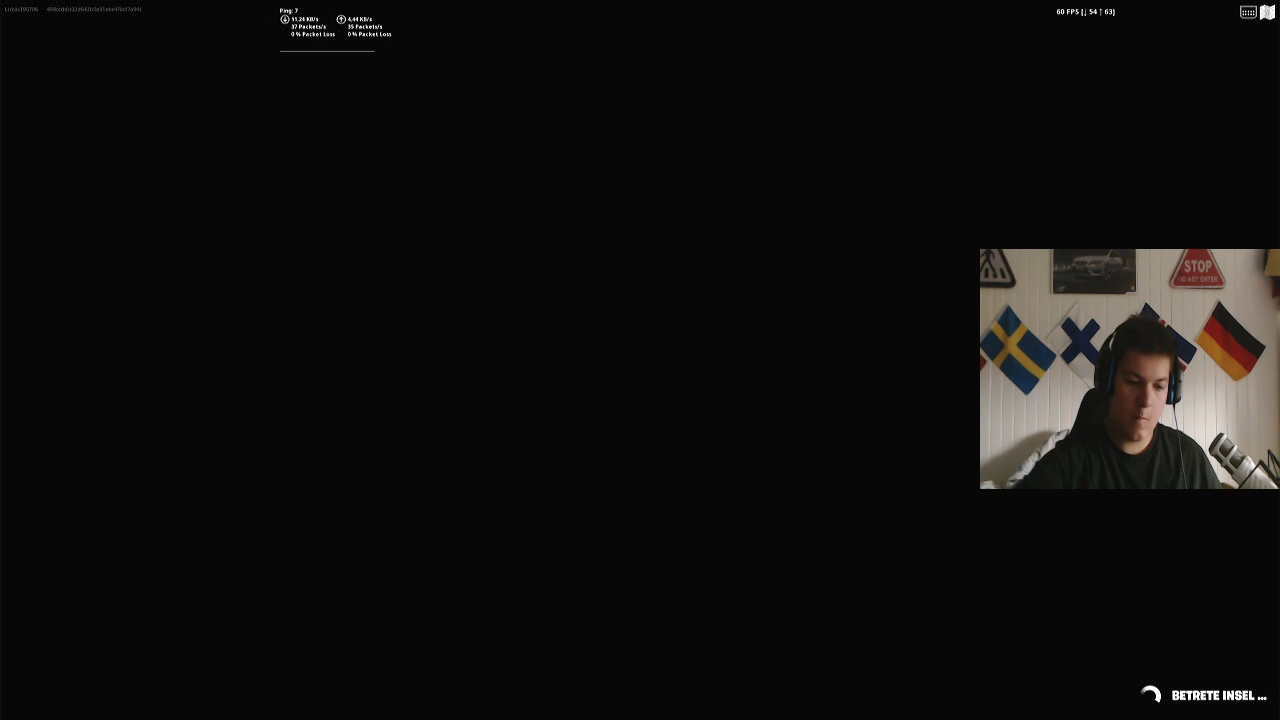 Ping: 7
11.24 KB/s 4.44 KB/s
37 Packets/s 35 Packets/s
0 % Packet Loss 0 % Packet Loss
60 FPS [↓ 54 ↑ 63]
STOP
DO NOT ENTER
BETRETE INSEL ...